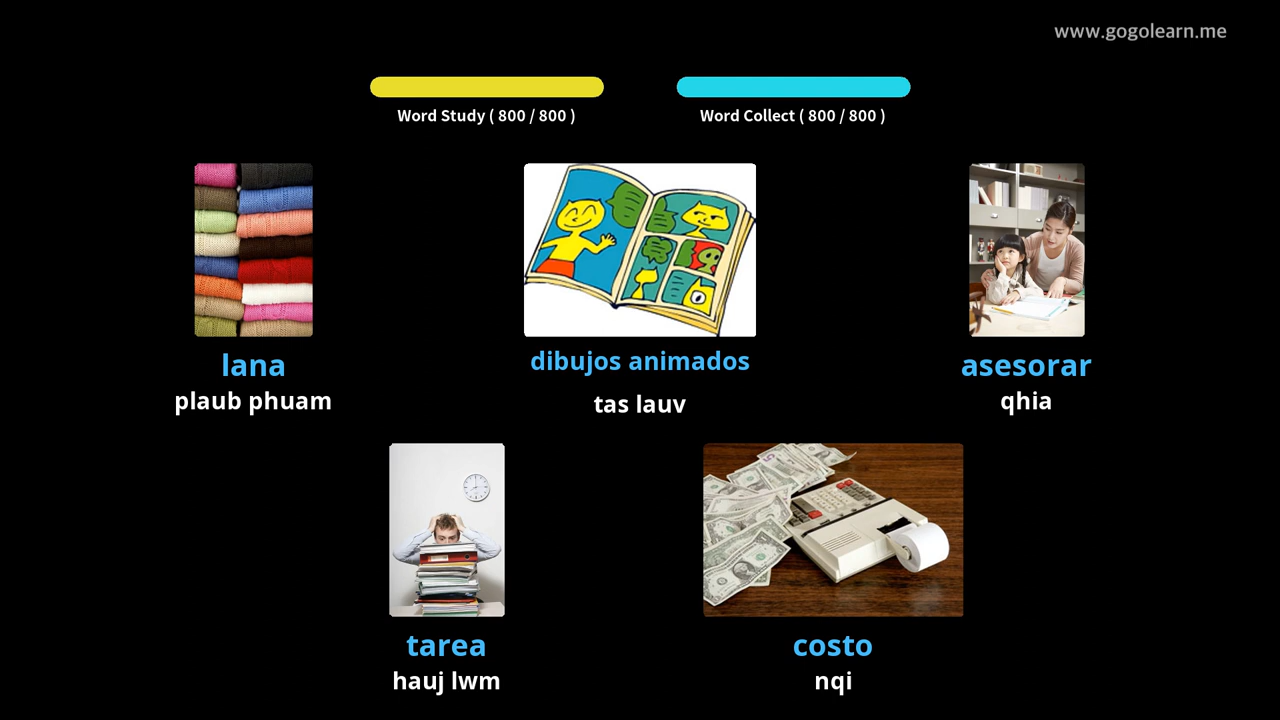 www.gogolearn.me
Word Study ( 800 / 800 )
Word Collect ( 800 / 800 )
lana
plaub phuam
dibujos animados
tas lauv
asesorar
qhia
tarea
hauj lwm
costo
nqi